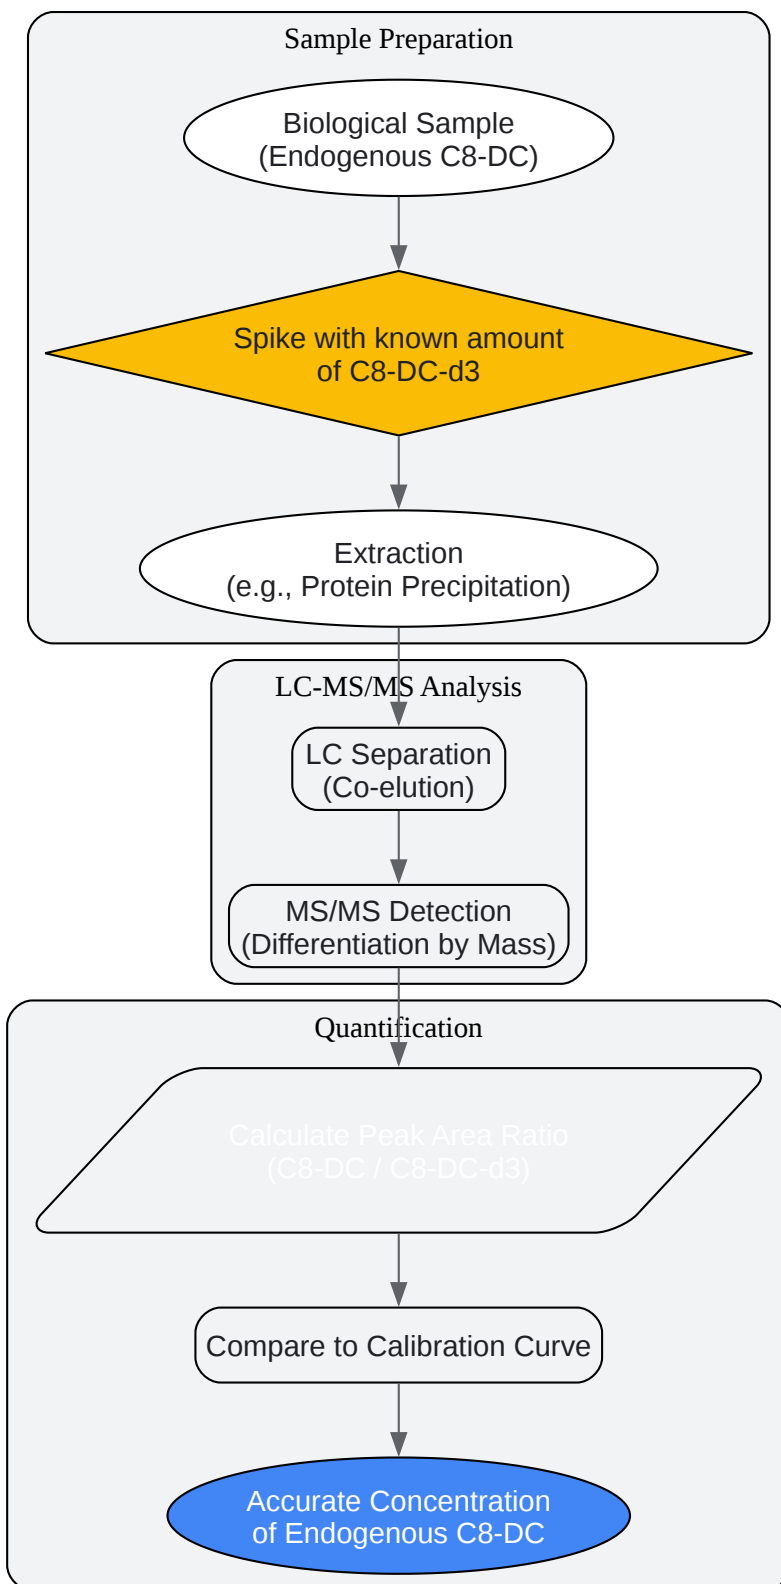 Sample Preparation
Biological Sample
(Endogenous C8-DC)
Spike with known amount
of C8-DC-d3
Extraction
(e.g., Protein Precipitation)
LC-MS/MS Analysis
LC Separation
(Co-elution)
MS/MS Detection
(Differentiation by Mass)
Quantification
Calculate Peak Area Ratio
(C8-DC / C8-DC-d3)
Compare to Calibration Curve
Accurate Concentration
of Endogenous C8-DC